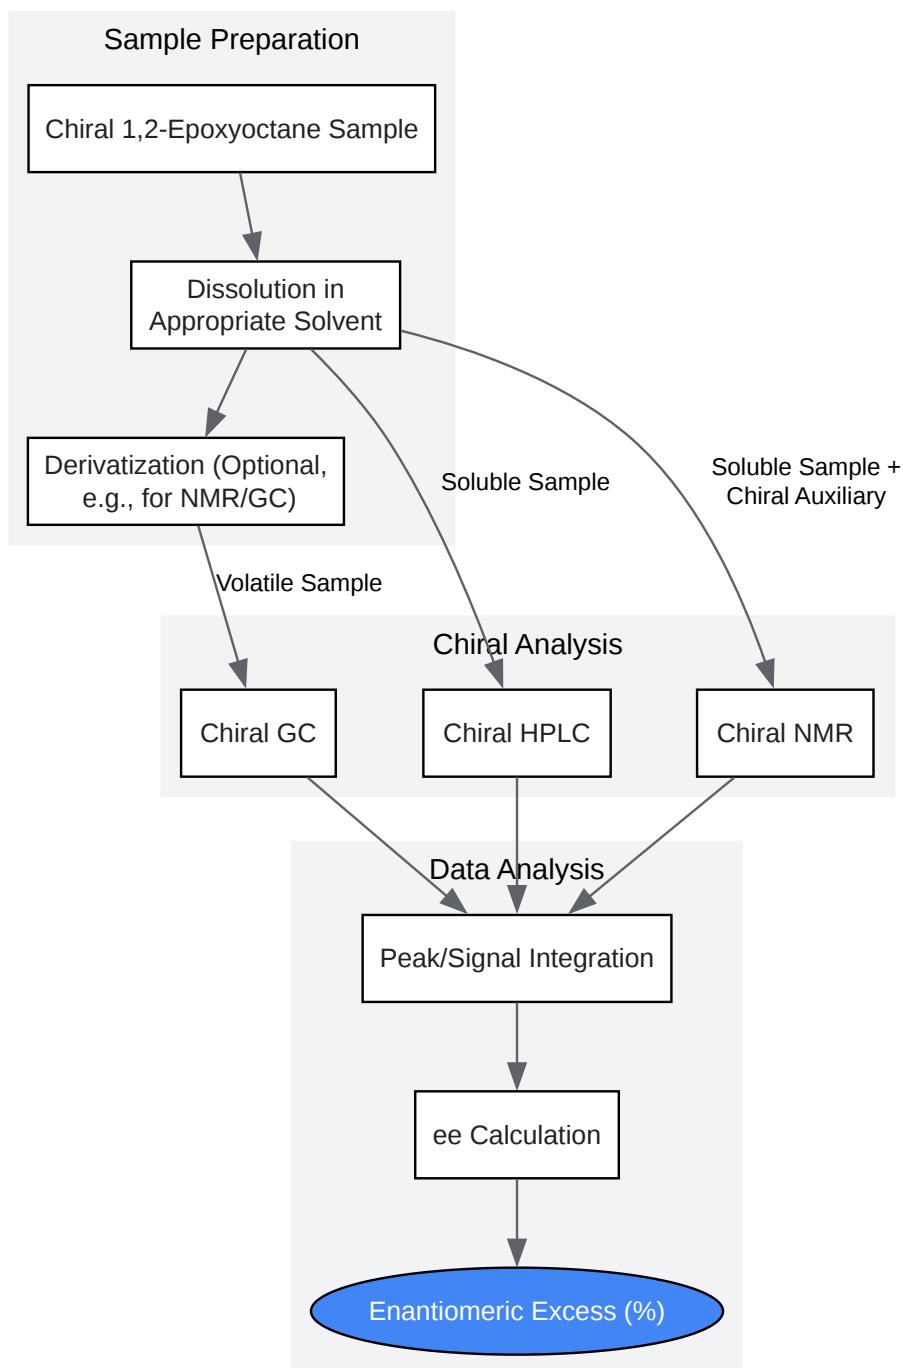 Sample Preparation
Chiral 1,2-Epoxyoctane Sample
Dissolution in
Appropriate Solvent
Derivatization (Optional,
e.g., for NMR/GC)
Soluble Sample
Soluble Sample +
Chiral Auxiliary
Volatile Sample
Chiral Analysis
Chiral GC
Chiral HPLC
Chiral NMR
Data Analysis
Peak/Signal Integration
ee Calculation
Enantiomeric Excess (%)